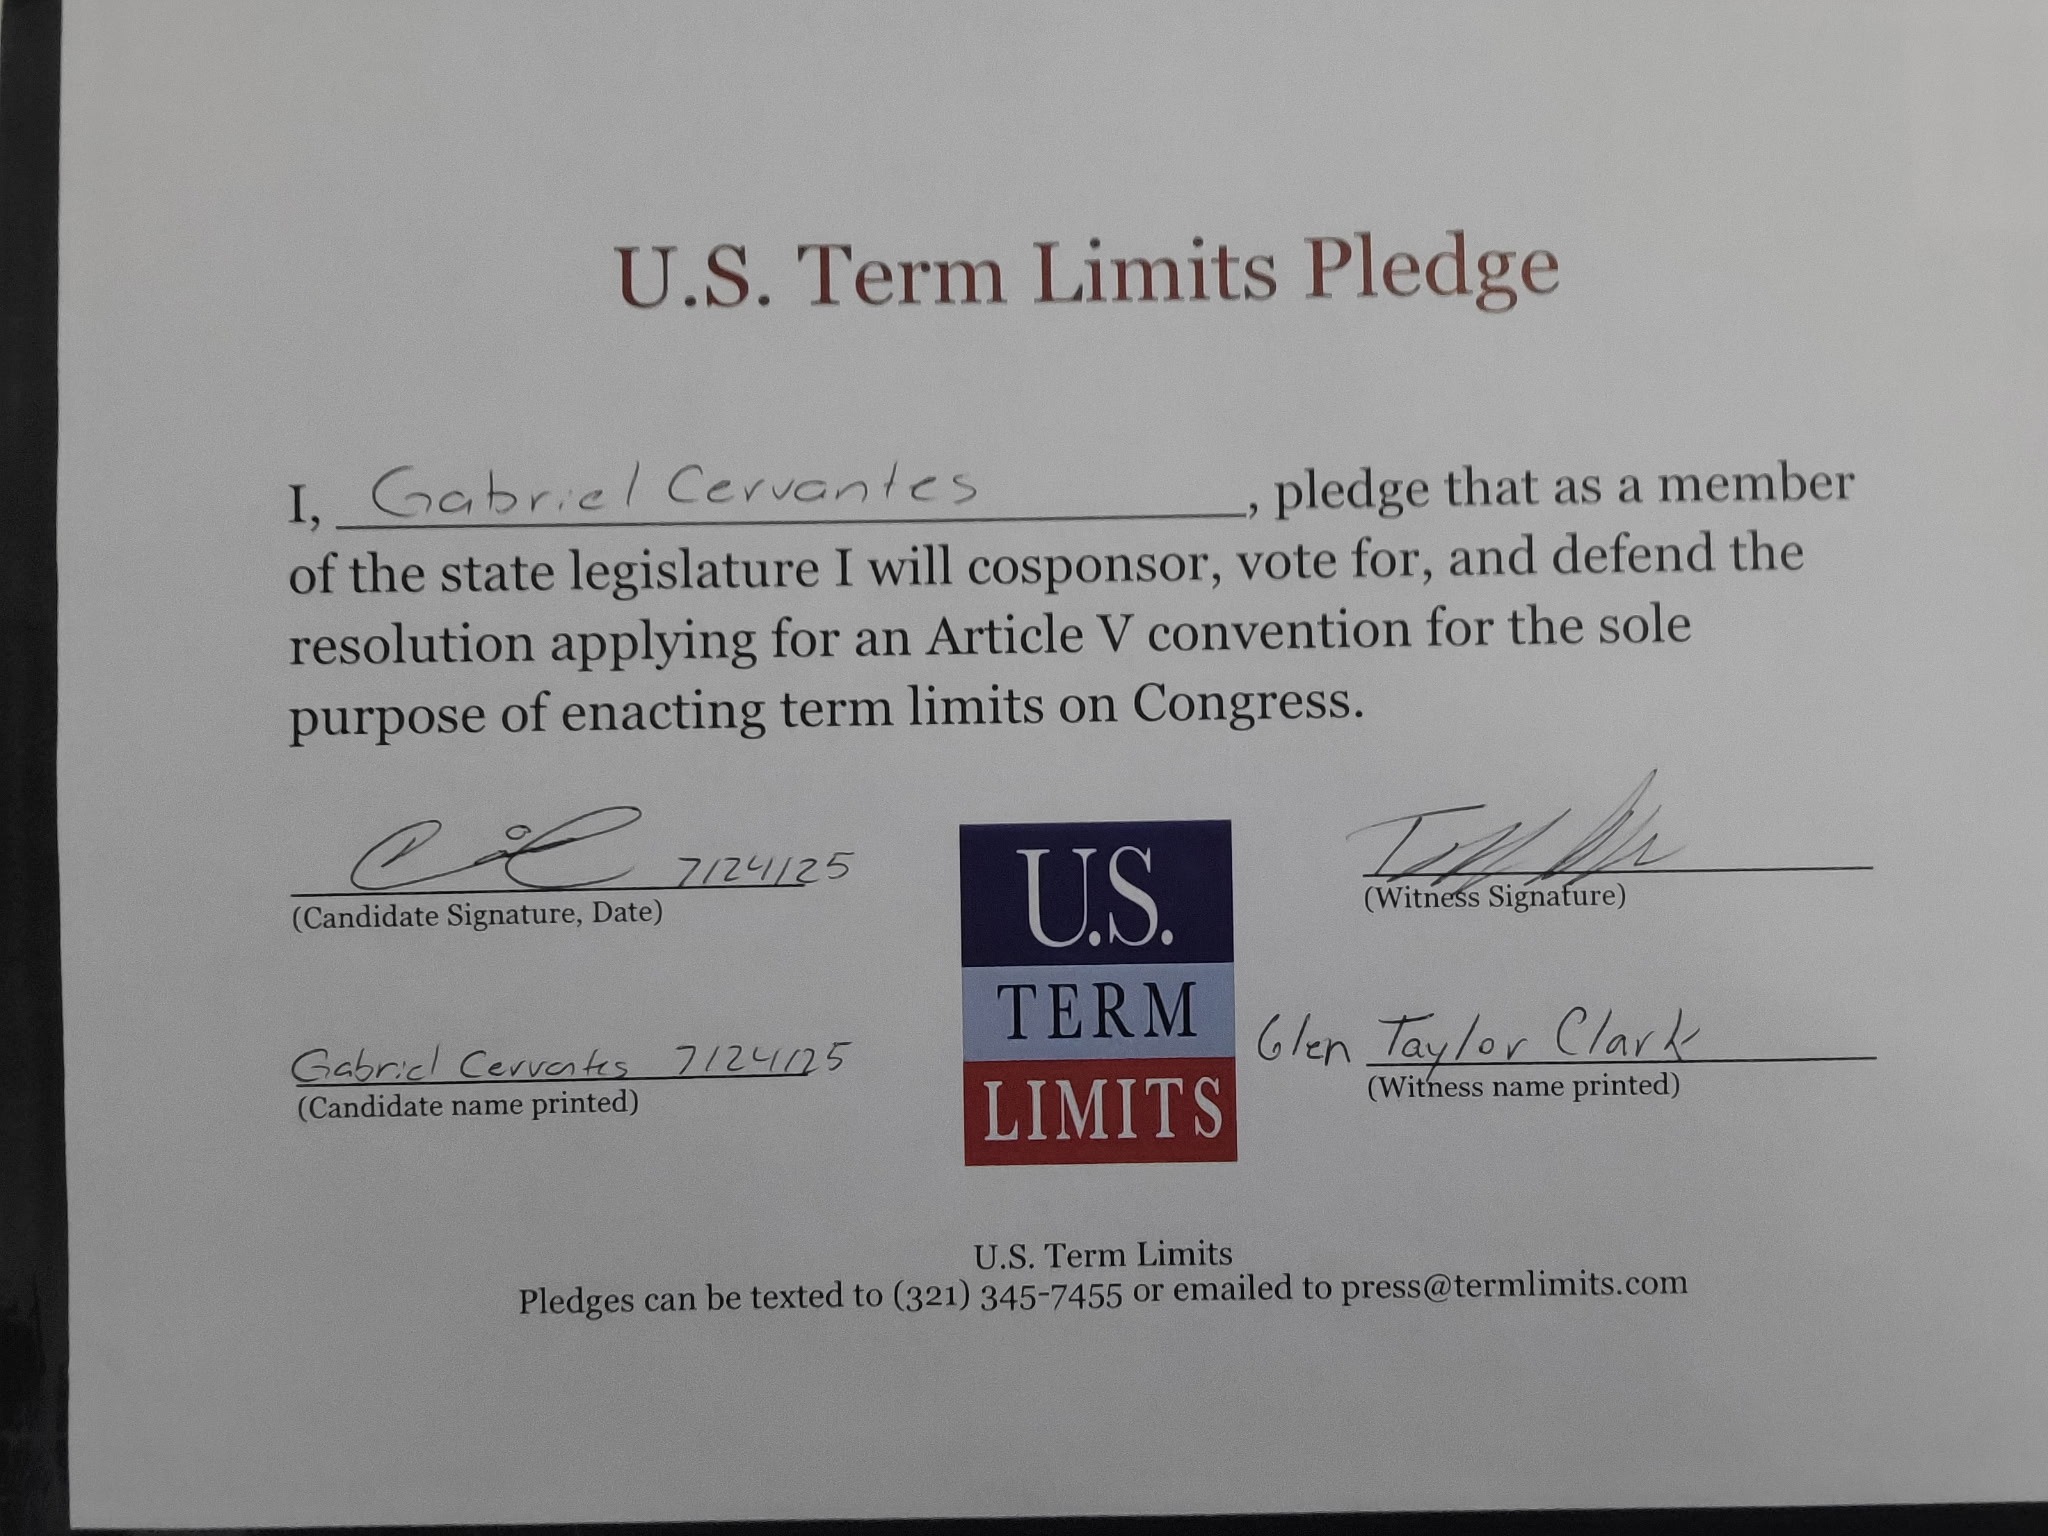 U.S. Term Limits Pledge
I, Gabriel Cervantes, pledge that as a member
of the state legislature I will cosponsor, vote for, and defend the
resolution applying for an Article V convention for the sole
purpose of enacting term limits on Congress.
7/24/25
(Candidate Signature, Date)
(Witness Signature)
Gabriel Cervantes 7/24/25
(Candidate name printed)
U.S.
TERM
LIMITS
Glen Taylor Clark
(Witness name printed)
U.S. Term Limits
Pledges can be texted to (321) 345-7455 or emailed to press@termlimits.com